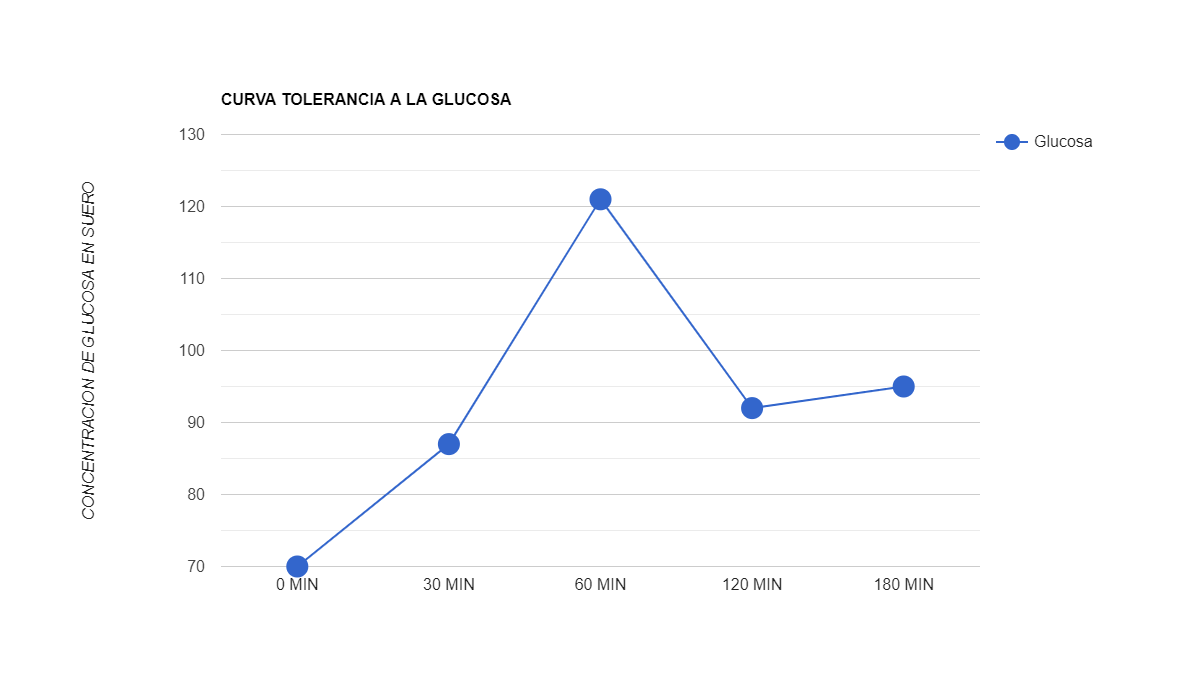 CURVA TOLERANCIA A LA GLUCOSA
Glucosa
CONCENTRACION DE GLUCOSA EN SUERO
130
120
110
100
90
80
70
0 MIN
30 MIN
60 MIN
120 MIN
180 MIN